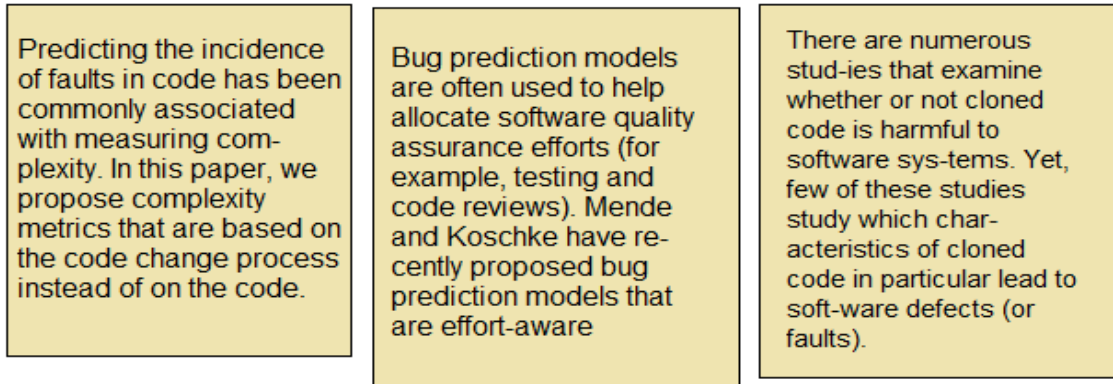 Predicting the incidence
of faults in code has been
commonly associated
with measuring com-
plexity. In this paper, we
propose complexity
metrics that are based on
the code change process
instead of on the code.
Bug prediction models
are often used to help
allocate software quality
assurance efforts (for
example, testing and
code reviews). Mende
and Koschke have re-
cently proposed bug
prediction models that
are effort-aware
There are numerous
stud-ies that examine
whether or not cloned
code is harmful to
software sys-tems. Yet,
few of these studies
study which char-
acteristics of cloned
code in particular lead to
soft-ware defects (or
faults).